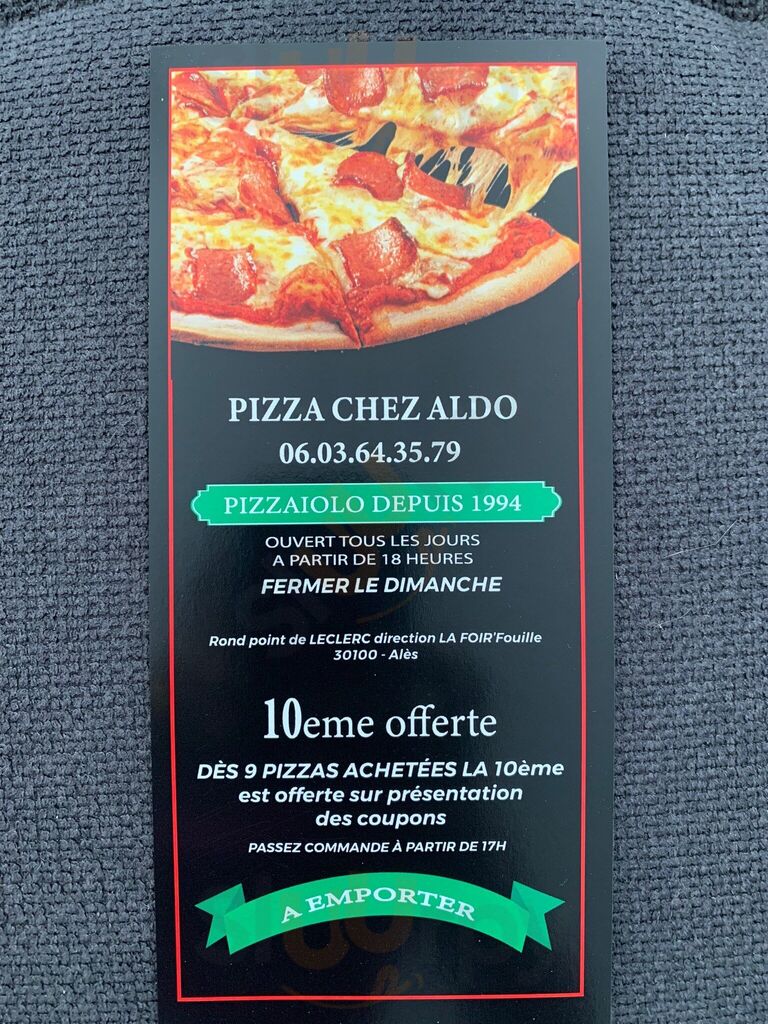 PIZZA CHEZ ALDO
06.03.64.35.79
PIZZAIOLO DEPUIS 1994
OUVERT TOUS LES JOURS
A PARTIR DE 18 HEURES
FERMER LE DIMANCHE
Rond point de LECLERC direction LA FOIR'Fouille
30100 - Alès
10eme offerte
DÈS 9 PIZZAS ACHETÉES LA 10ème
est offerte sur présentation
des coupons
PASSEZ COMMANDE À PARTIR DE 17H
A EMPORTER